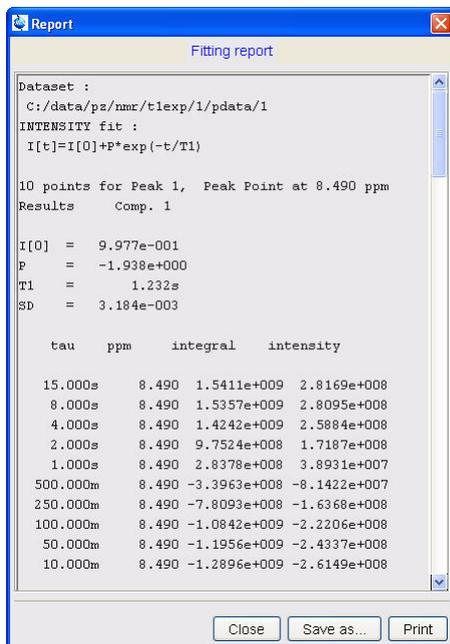 Report
Fitting report
Dataset :
C:/data/pz/nmr/t1exp/1/pdata/1
INTENSITY fit :
I[t]=I[0]+P*exp(-t/T1)
10 points for Peak 1, Peak Point at 8.490 ppm
Results Comp. 1
I[0] = 9.977e-001
P = -1.938e+000
T1 = 1.232s
SD = 3.184e-003
tau ppm integral intensity
15.000s 8.490 1.5411e+009 2.8169e+008
8.000s 8.490 1.5357e+009 2.8095e+008
4.000s 8.490 1.4242e+009 2.5884e+008
2.000s 8.490 9.7524e+008 1.7187e+008
1.000s 8.490 2.8378e+008 3.8931e+007
500.000m 8.490 -3.3963e+008 -8.1422e+007
250.000m 8.490 -7.8093e+008 -1.6368e+008
100.000m 8.490 -1.0842e+009 -2.2206e+008
50.000m 8.490 -1.1956e+009 -2.4337e+008
10.000m 8.490 -1.2896e+009 -2.6149e+008
Close Save as... Print